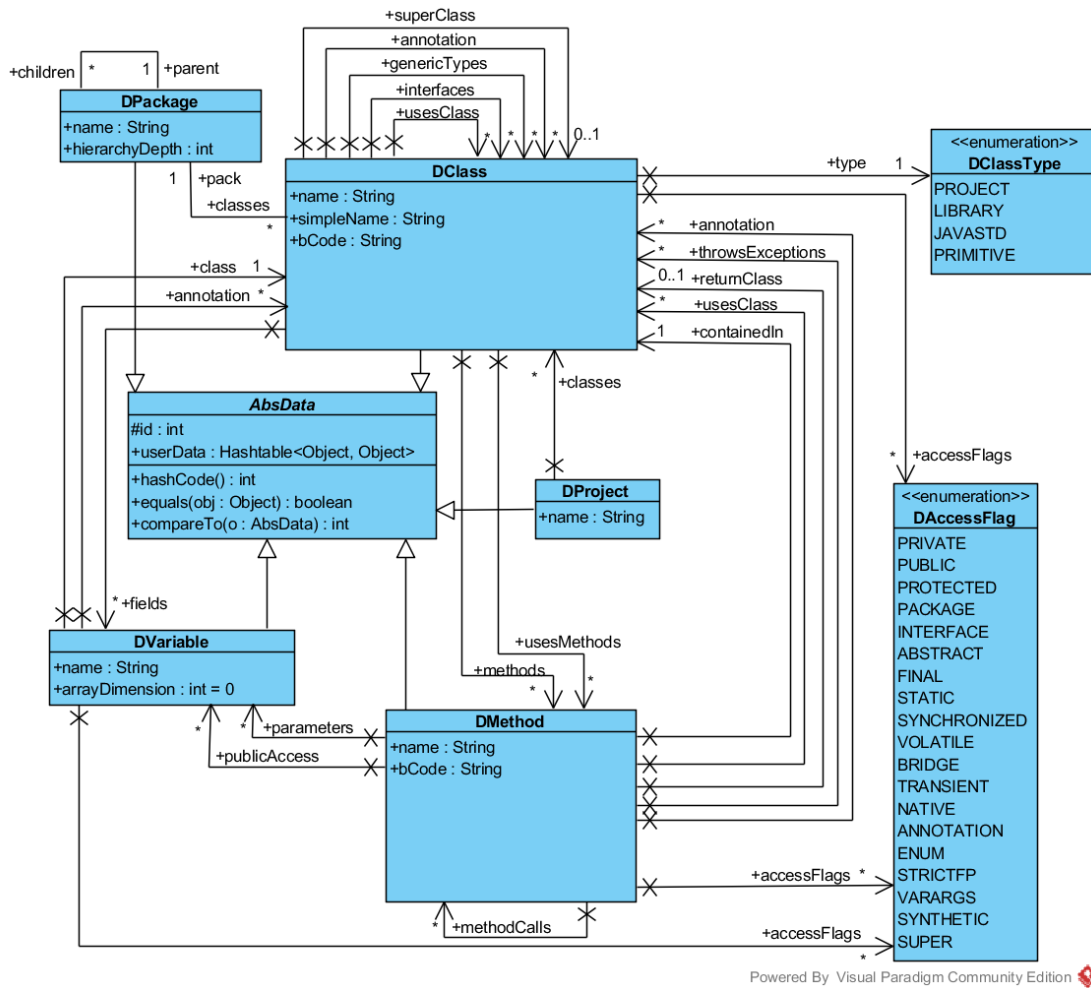 +superClass
+annotation
+genericTypes
+interfaces
+usesClass
* * * * 0..1
+children * 1 +parent
DPackage
+name : String
+hierarchyDepth : int
1 +pack
+classes
*
DClass
+name : String
+simpleName : String
+bCode : String
+type 1
<<enumeration>>
DClassType
PROJECT
LIBRARY
JAVASTD
PRIMITIVE
* +annotation
* +throwsExceptions
0..1 +returnClass
* +usesClass
1 +containedIn
+class 1
+annotation *
* +classes
AbsData
#id : int
+userData : Hashtable<Object, Object>
+hashCode() : int
+equals(obj : Object) : boolean
+compareTo(o : AbsData) : int
DProject
+name : String
* +accessFlags
<<enumeration>>
DAccessFlag
PRIVATE
PUBLIC
PROTECTED
PACKAGE
INTERFACE
ABSTRACT
FINAL
STATIC
SYNCHRONIZED
VOLATILE
BRIDGE
TRANSIENT
NATIVE
ANNOTATION
ENUM
STRICTFP
VARARGS
SYNTHETIC
SUPER
* +fields
DVariable
+name : String
+arrayDimension : int = 0
+usesMethods
+methods
* *
* +parameters
* +publicAccess
DMethod
+name : String
+bCode : String
+accessFlags *
* +methodCalls
+accessFlags
*
Powered By Visual Paradigm Community Edition